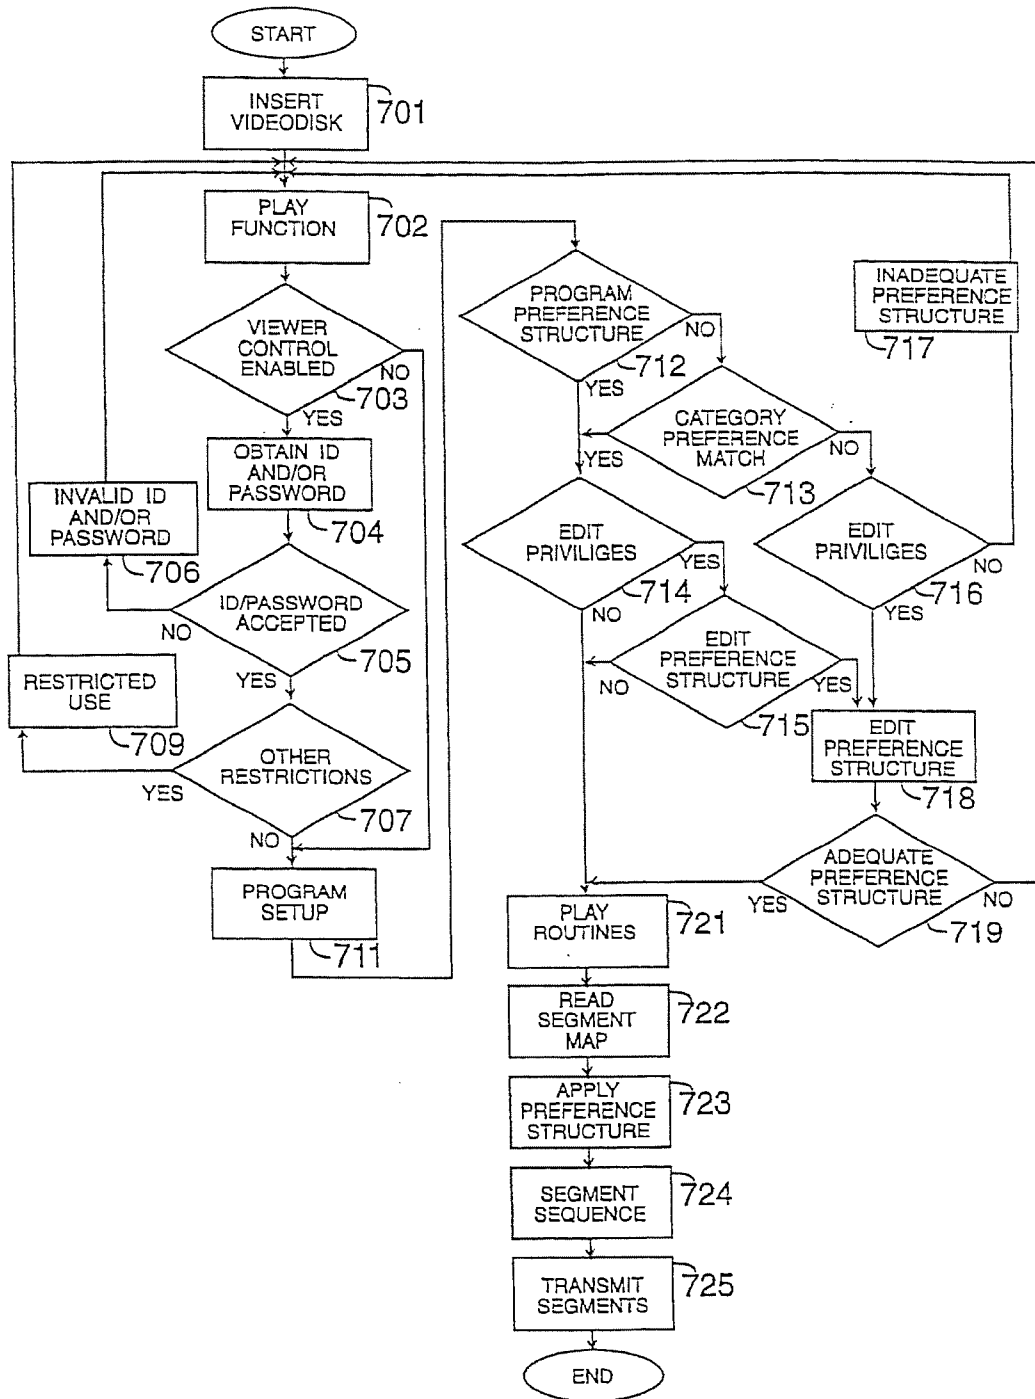 START
INSERT
VIDEODISK
701
PLAY
FUNCTION
702
VIEWER
CONTROL
ENABLED
NO
703
YES
OBTAIN ID
AND/OR
PASSWORD
704
INVALID ID
AND/OR
PASSWORD
706
ID/PASSWORD
ACCEPTED
NO
705
YES
RESTRICTED
USE
709
OTHER
RESTRICTIONS
YES
707
NO
PROGRAM
SETUP
711
PROGRAM
PREFERENCE
STRUCTURE
NO
712
YES
CATEGORY
PREFERENCE
MATCH
YES
NO
713
INADEQUATE
PREFERENCE
STRUCTURE
717
EDIT
PRIVILIGES
YES
714
NO
EDIT
PRIVILIGES
NO
716
YES
EDIT
PREFERENCE
STRUCTURE
NO
YES
715
EDIT
PREFERENCE
STRUCTURE
718
ADEQUATE
PREFERENCE
STRUCTURE
YES
NO
719
PLAY
ROUTINES
721
READ
SEGMENT
MAP
722
APPLY
PREFERENCE
STRUCTURE
723
SEGMENT
SEQUENCE
724
TRANSMIT
SEGMENTS
725
END